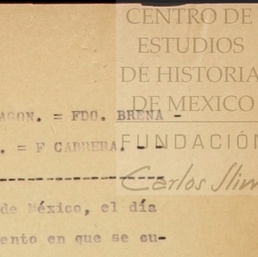 CENTRO DE
ESTUDIOS
DE HISTORIA
DE MEXICO
FUNDACIÓN
Carlos Slim
AGON. = FDO. BRENA -
. = F CABRERA. - -
--------------------
de México, el día
ento en que se cu-